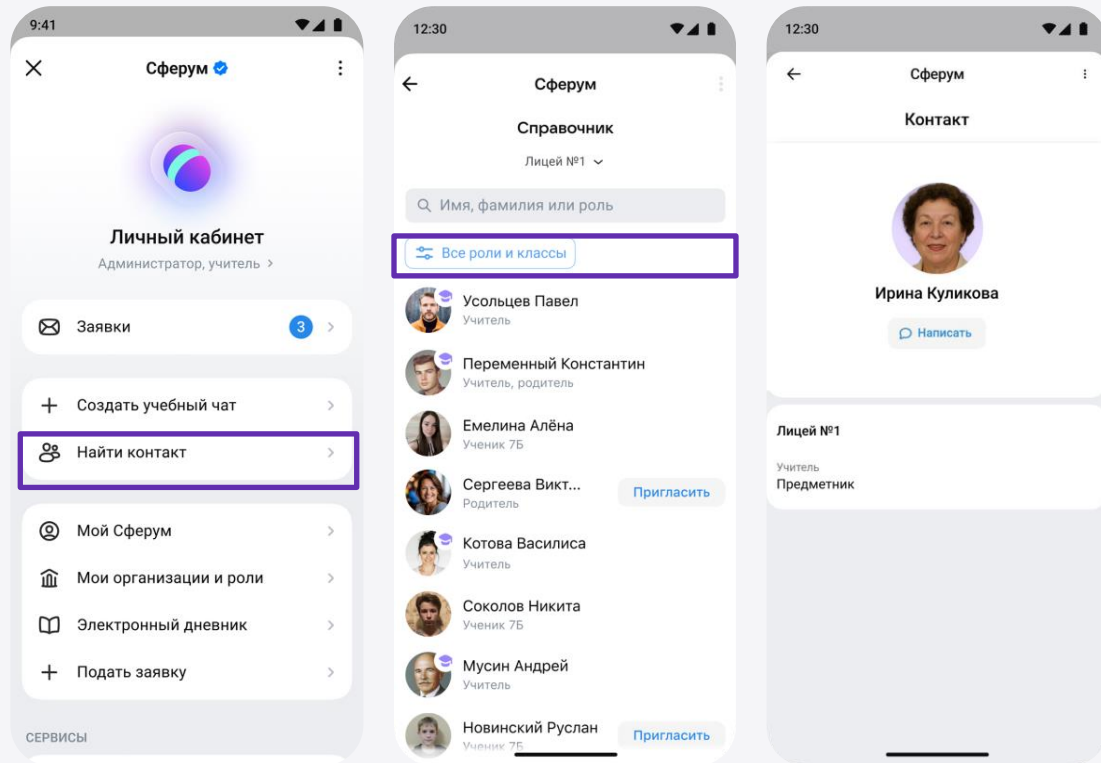 9:41
Сферум
Личный кабинет
Администратор, учитель
Заявки 3
Создать учебный чат
Найти контакт
Мой Сферум
Мои организации и роли
Электронный дневник
Подать заявку
СЕРВИСЫ
12:30
Сферум
Справочник
Лицей №1
Имя, фамилия или роль
Все роли и классы
Усольцев Павел
Учитель
Переменный Константин
Учитель, родитель
Емелина Алёна
Ученик 7Б
Сергеева Викт...
Родитель
Пригласить
Котова Василиса
Учитель
Соколов Никита
Ученик 7Б
Мусин Андрей
Учитель
Новинский Руслан
Ученик 7Б
Пригласить
12:30
Сферум
Контакт
Ирина Куликова
Написать
Лицей №1
Учитель
Предметник